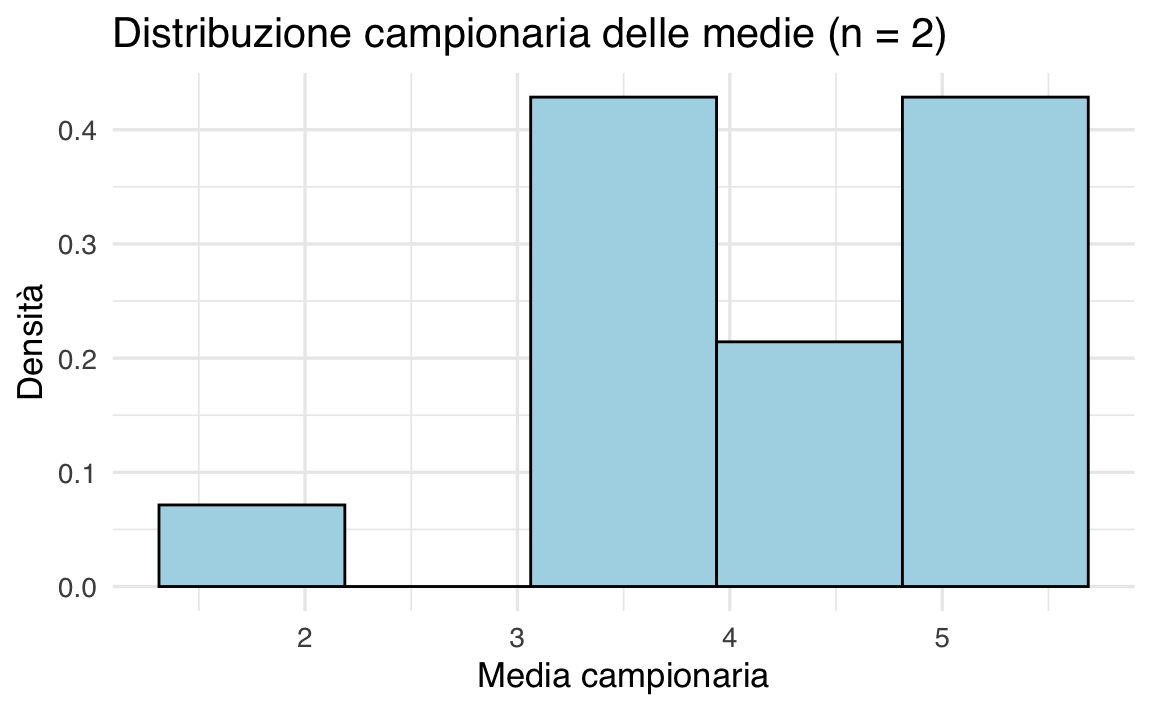 Distribuzione campionaria delle medie (n = 2)
Densità
0.4
0.3
0.2
0.1
0.0
2 3 4 5
Media campionaria